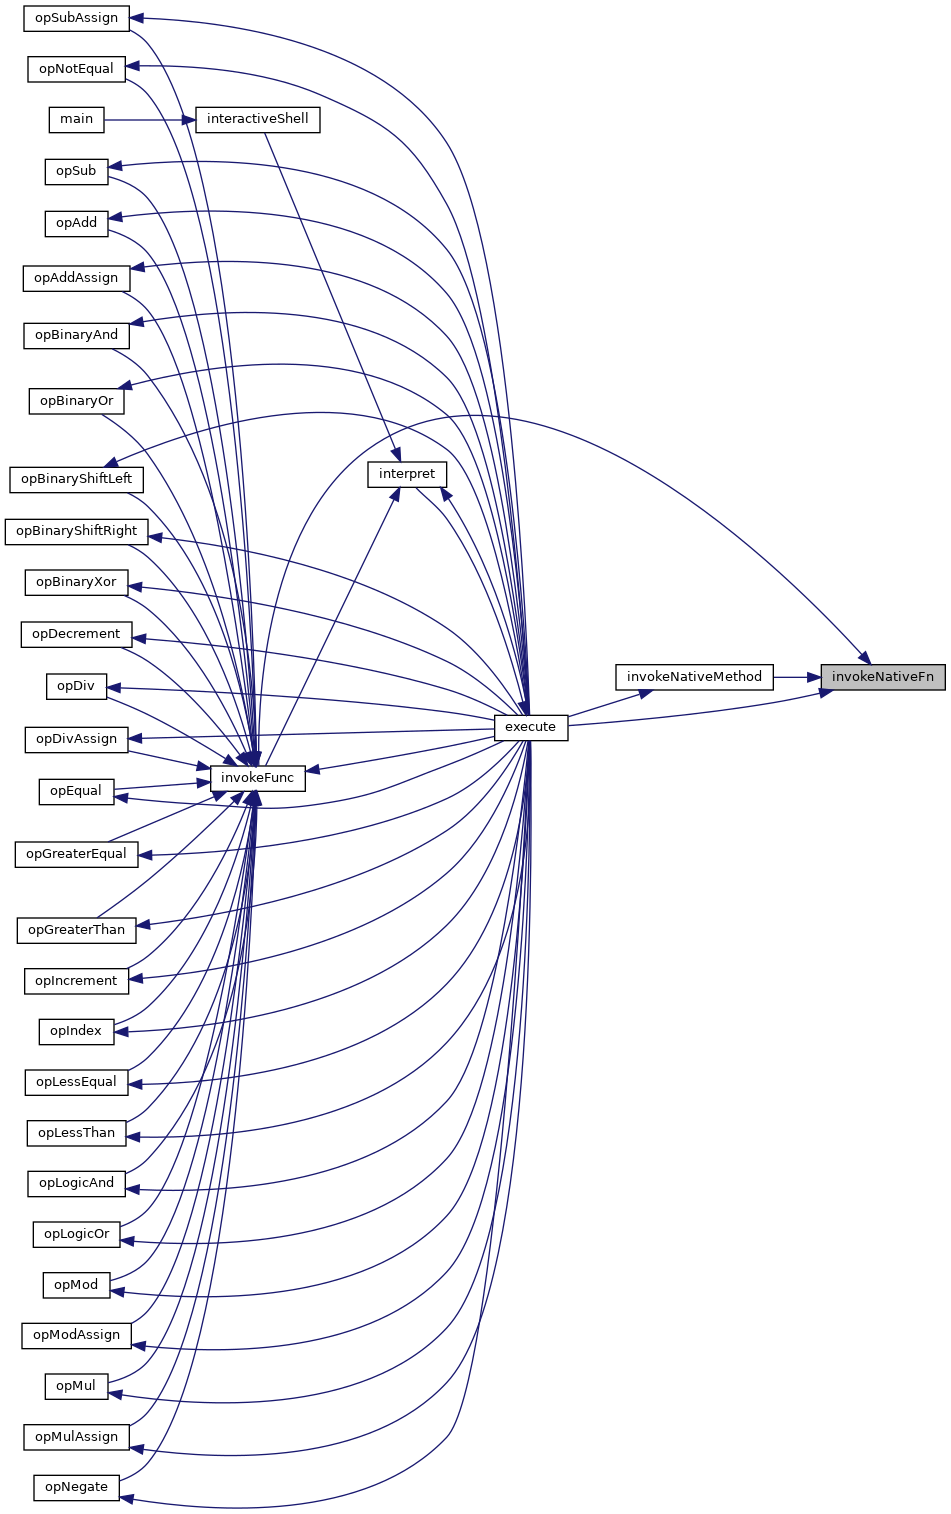 opSubAssign
opNotEqual
main
interactiveShell
opSub
opAdd
opAddAssign
opBinaryAnd
opBinaryOr
interpret
opBinaryShiftLeft
opBinaryShiftRight
opBinaryXor
opDecrement
opDiv
invokeNativeMethod
invokeNativeFn
execute
opDivAssign
invokeFunc
opEqual
opGreaterEqual
opGreaterThan
opIncrement
opIndex
opLessEqual
opLessThan
opLogicAnd
opLogicOr
opMod
opModAssign
opMul
opMulAssign
opNegate